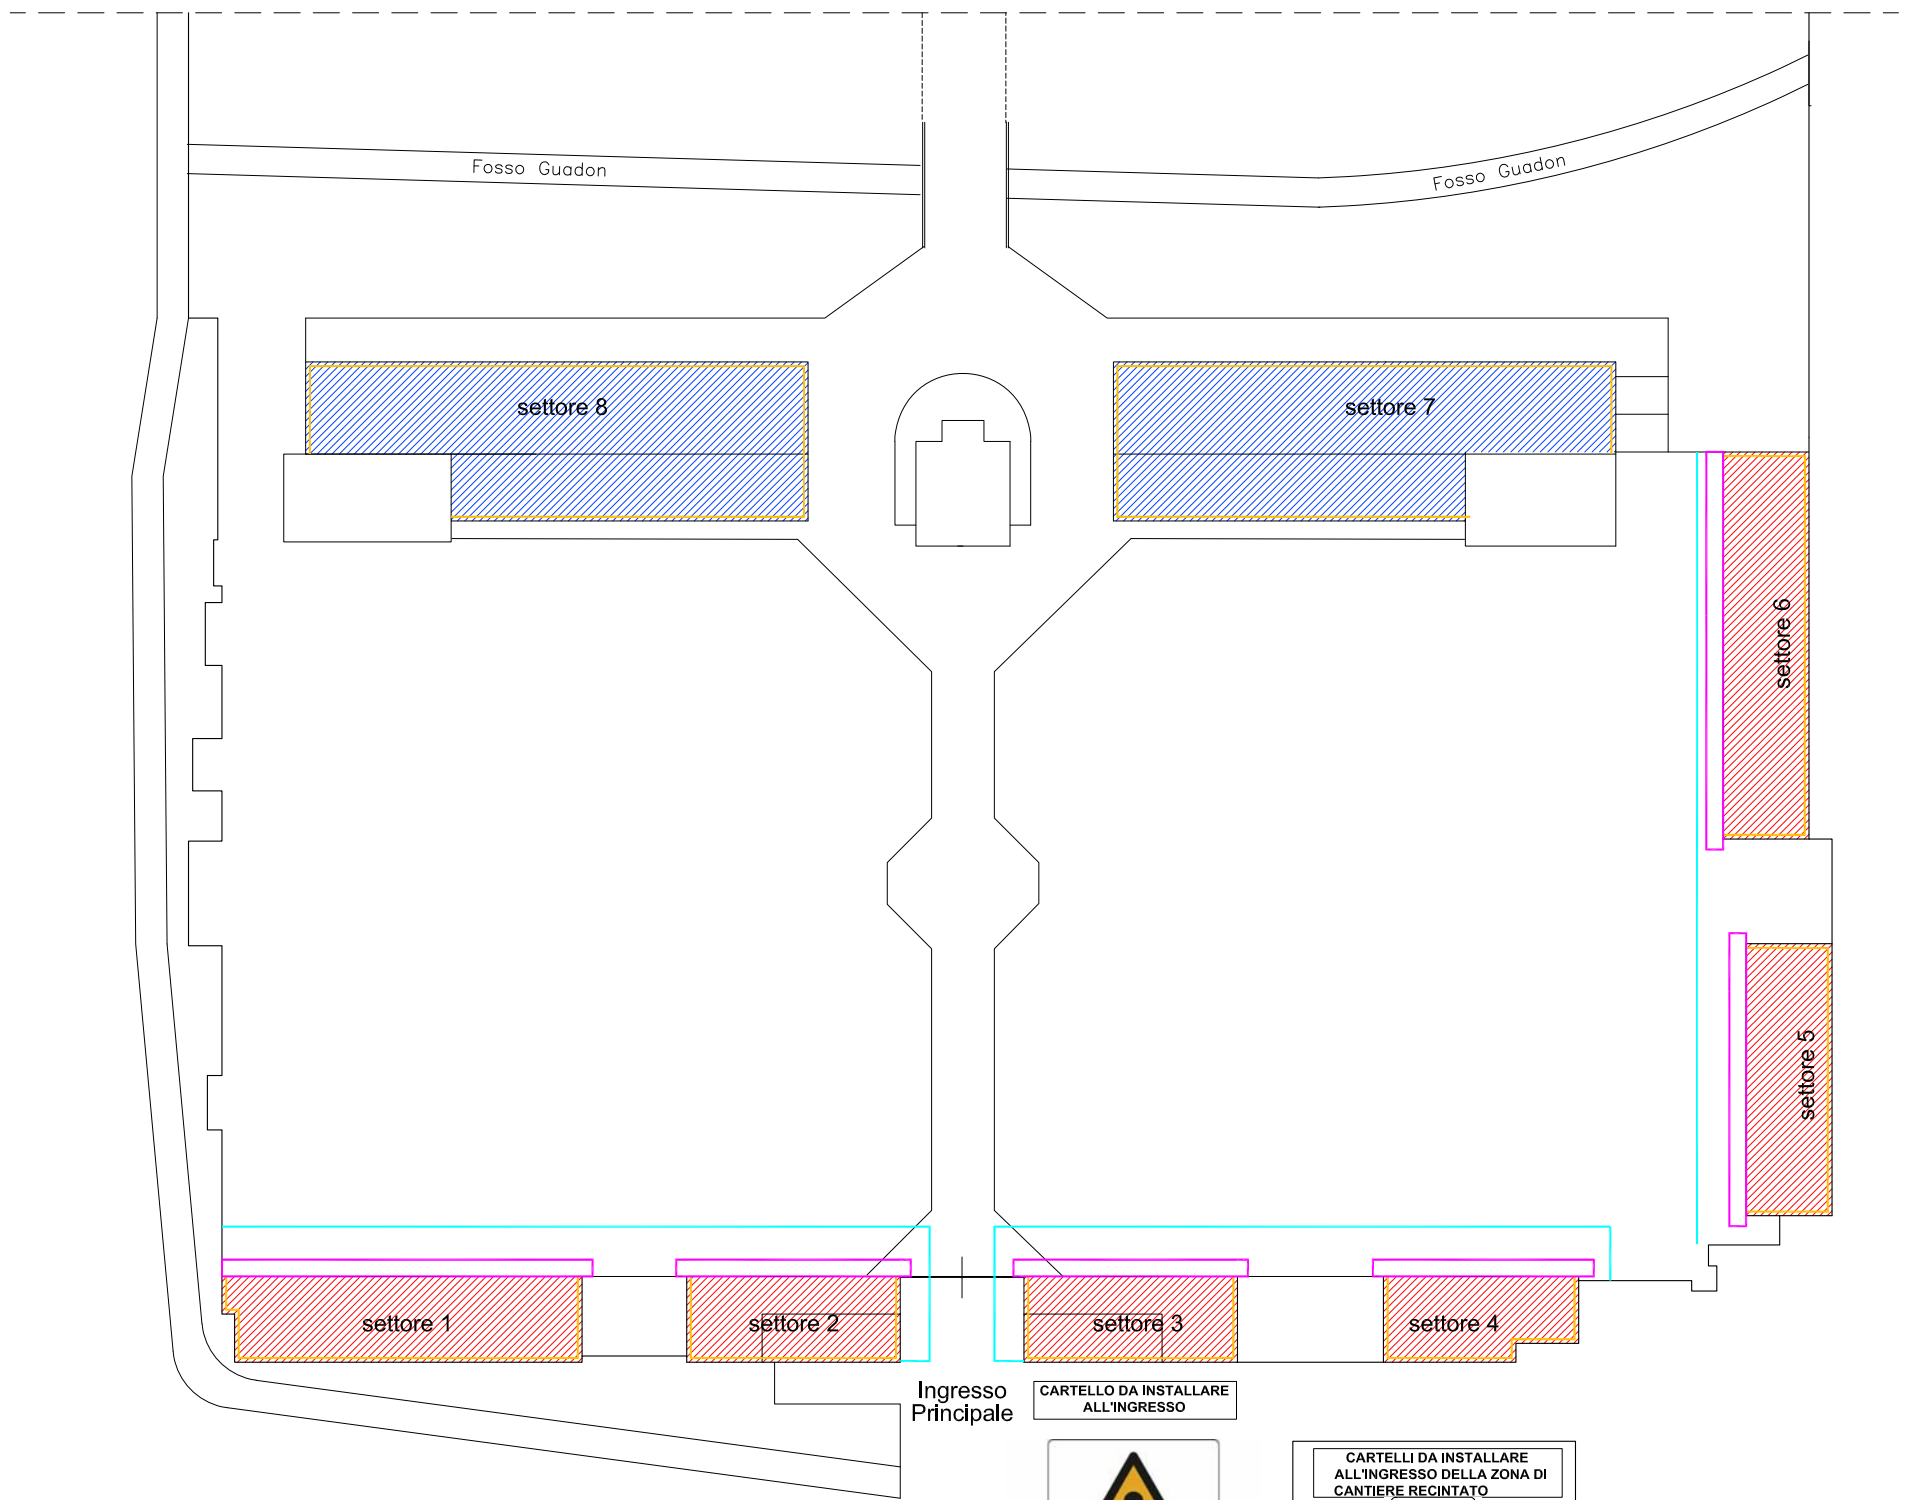 Fosso Guadon
Fosso Guadon
settore 8
settore 7
settore 6
settore 5
settore 1
settore 2
settore 3
settore 4
Ingresso
Principale
CARTELLO DA INSTALLARE
ALL'INGRESSO
CARTELLI DA INSTALLARE
ALL'INGRESSO DELLA ZONA DI
CANTIERE RECINTATO